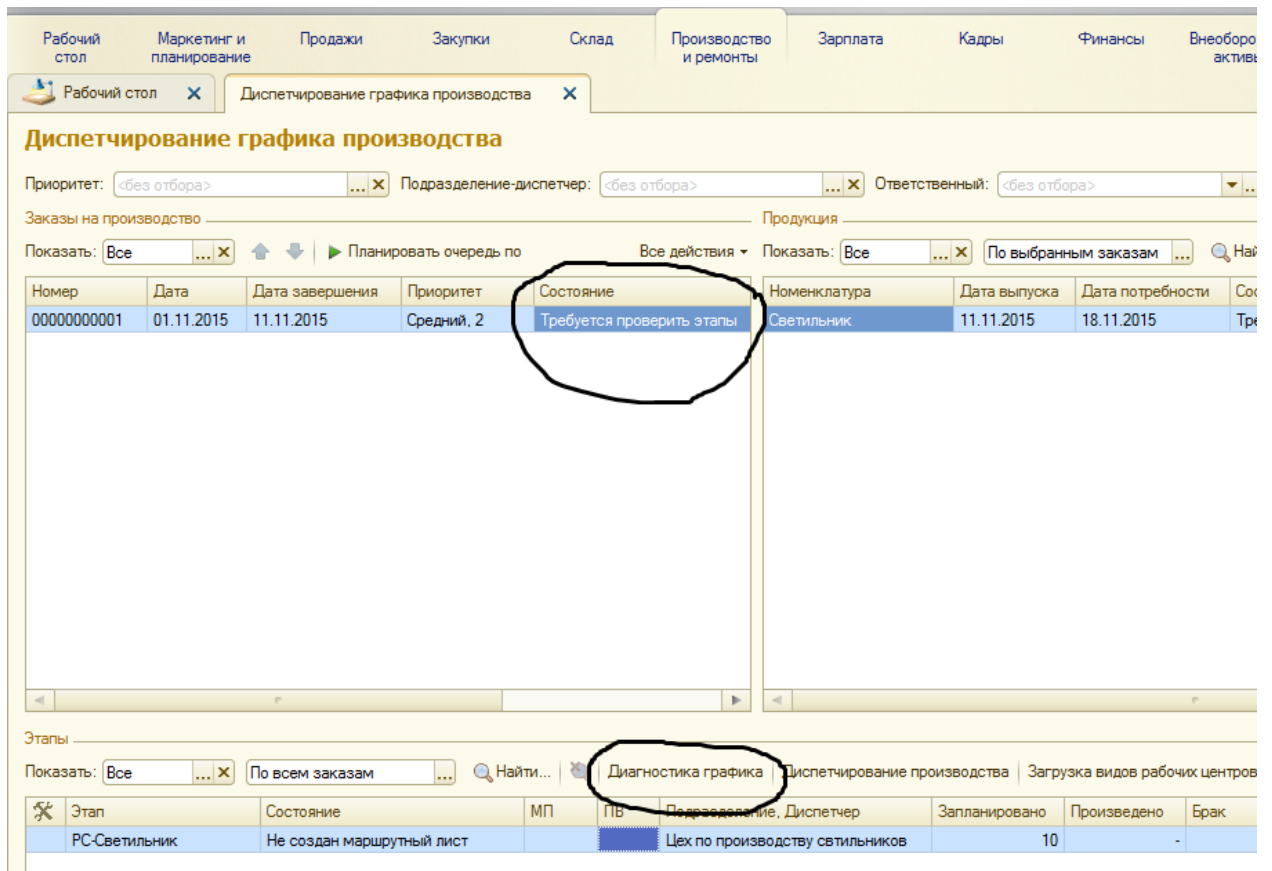 Рабочий стол
Маркетинг и планирование
Продажи
Закупки
Склад
Производство и ремонты
Зарплата
Кадры
Финансы
Рабочий стол
Диспетчирование графика производства
Диспетчирование графика производства
Приоритет: <без отбора> ... Подразделение-диспетчер: <без отбора> ... Ответственный: <без отбора>
Заказы на производство
Продукция
Показать: Все ... Планировать очередь по Все действия
Показать: Все ... По выбранным заказам ... Най
Номер Дата Дата завершения Приоритет Состояние
Номенклатура Дата выпуска Дата потребности Сос
00000000001 01.11.2015 11.11.2015 Средний, 2 Требуется проверить этапы
Светильник 11.11.2015 18.11.2015 Тре
Этапы
Показать: Все ... По всем заказам ... Найти... Диагностика графика Диспетчирование производства Загрузка видов рабочих центров
Этап Состояние МП ПВ Подразделение, Диспетчер Запланировано Произведено Брак
РС-Светильник Не создан маршрутный лист Цех по производству свтильников 10 -